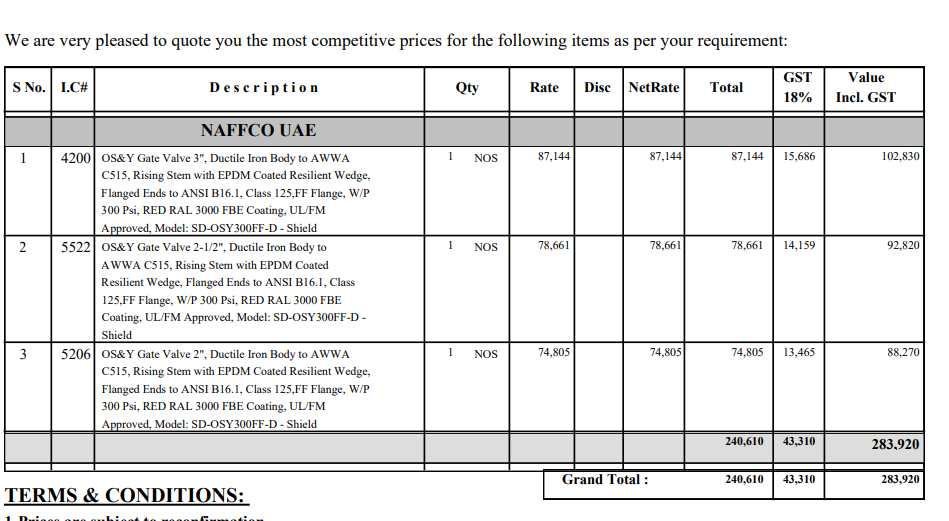 We are very pleased to quote you the most competitive prices for the following items as per your requirement:
S No. I.C# Description Qty Rate Disc NetRate Total GST 18% Value Incl. GST
NAFFCO UAE
1 4200 OS&Y Gate Valve 3", Ductile Iron Body to AWWA 1 NOS 87,144 87,144 87,144 15,686 102,830
C515, Rising Stem with EPDM Coated Resilient Wedge,
Flanged Ends to ANSI B16.1, Class 125,FF Flange, W/P
300 Psi, RED RAL 3000 FBE Coating, UL/FM
Approved, Model: SD-OSY300FF-D - Shield
2 5522 OS&Y Gate Valve 2-1/2", Ductile Iron Body to 1 NOS 78,661 78,661 78,661 14,159 92,820
AWWA C515, Rising Stem with EPDM Coated
Resilient Wedge, Flanged Ends to ANSI B16.1, Class
125,FF Flange, W/P 300 Psi, RED RAL 3000 FBE
Coating, UL/FM Approved, Model: SD-OSY300FF-D -
Shield
3 5206 OS&Y Gate Valve 2", Ductile Iron Body to AWWA 1 NOS 74,805 74,805 74,805 13,465 88,270
C515, Rising Stem with EPDM Coated Resilient Wedge,
Flanged Ends to ANSI B16.1, Class 125,FF Flange, W/P
300 Psi, RED RAL 3000 FBE Coating, UL/FM
Approved, Model: SD-OSY300FF-D - Shield
240,610 43,310 283,920
Grand Total : 240,610 43,310 283,920
TERMS & CONDITIONS:
1 Prices are subject to reconfirmation